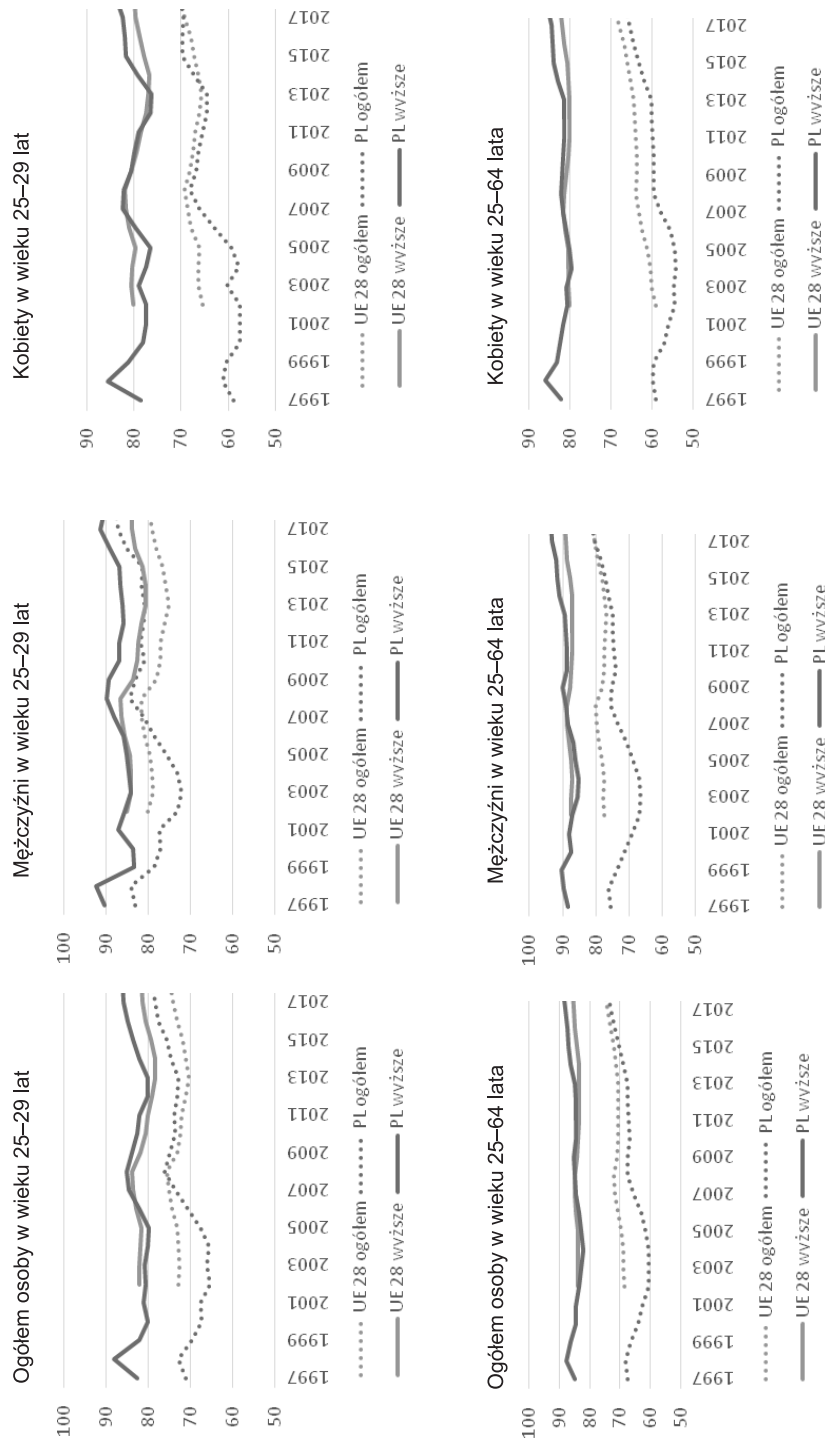 Ogółem osoby w wieku 25–29 lat
100
90
80
70
60
50
1997 1999 2001 2003 2005 2007 2009 2011 2013 2015 2017
UE 28 ogółem PL ogółem
UE 28 wyższe PL wyższe
Mężczyźni w wieku 25–29 lat
100
90
80
70
60
50
1997 1999 2001 2003 2005 2007 2009 2011 2013 2015 2017
UE 28 ogółem PL ogółem
UE 28 wyższe PL wyższe
Kobiety w wieku 25–29 lat
90
80
70
60
50
1997 1999 2001 2003 2005 2007 2009 2011 2013 2015 2017
UE 28 ogółem PL ogółem
UE 28 wyższe PL wyższe
Ogółem osoby w wieku 25–64 lata
100
90
80
70
60
50
1997 1999 2001 2003 2005 2007 2009 2011 2013 2015 2017
UE 28 ogółem PL ogółem
UE 28 wyższe PL wyższe
Mężczyźni w wieku 25–64 lata
100
90
80
70
60
50
1997 1999 2001 2003 2005 2007 2009 2011 2013 2015 2017
UE 28 ogółem PL ogółem
UE 28 wyższe PL wyższe
Kobiety w wieku 25–64 lata
90
80
70
60
50
1997 1999 2001 2003 2005 2007 2009 2011 2013 2015 2017
UE 28 ogółem PL ogółem
UE 28 wyższe PL wyższe